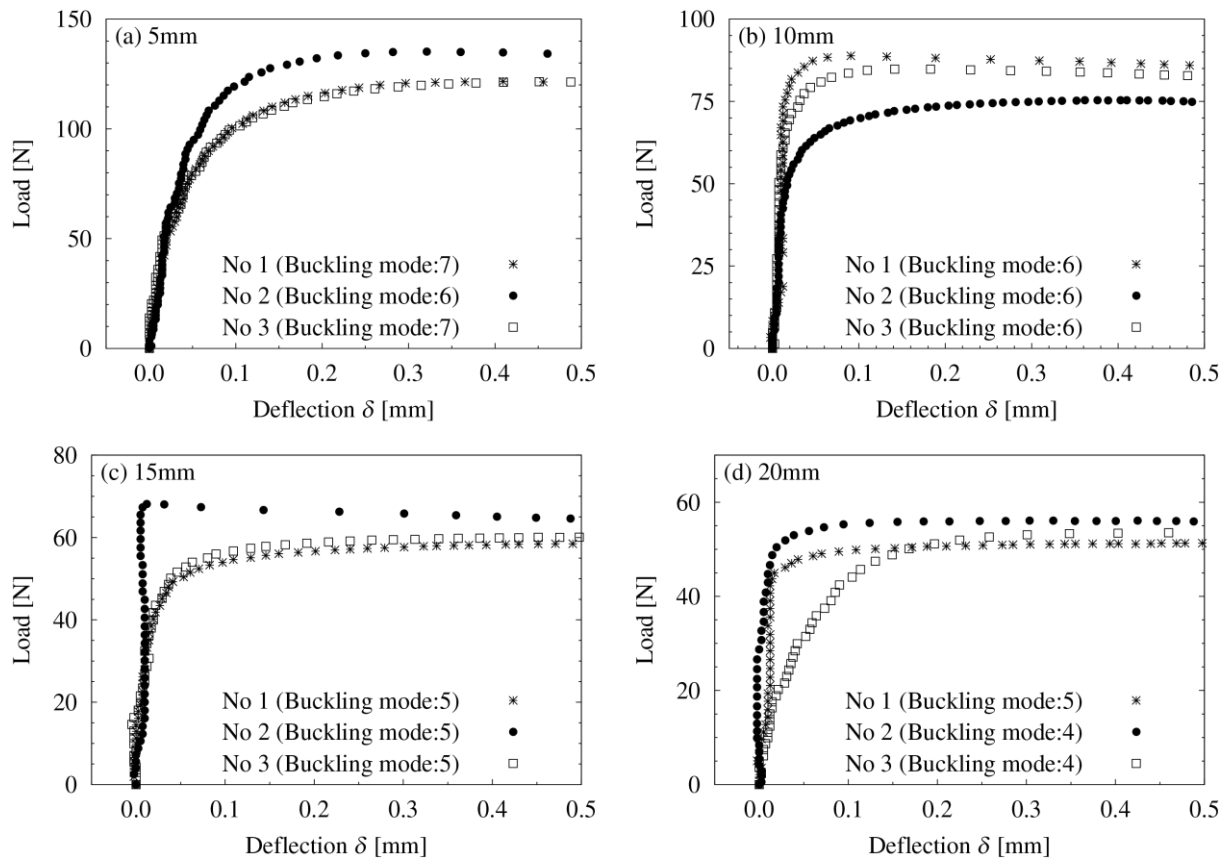 (a) 5mm
150
100
50
0
Load [N]
No 1 (Buckling mode:7)
No 2 (Buckling mode:6)
No 3 (Buckling mode:7)
0.0 0.1 0.2 0.3 0.4 0.5
Deflection δ [mm]
(b) 10mm
100
75
50
25
0
Load [N]
No 1 (Buckling mode:6)
No 2 (Buckling mode:6)
No 3 (Buckling mode:6)
0.0 0.1 0.2 0.3 0.4 0.5
Deflection δ [mm]
(c) 15mm
80
60
40
20
0
Load [N]
No 1 (Buckling mode:5)
No 2 (Buckling mode:5)
No 3 (Buckling mode:5)
0.0 0.1 0.2 0.3 0.4 0.5
Deflection δ [mm]
(d) 20mm
60
40
20
0
Load [N]
No 1 (Buckling mode:5)
No 2 (Buckling mode:4)
No 3 (Buckling mode:4)
0.0 0.1 0.2 0.3 0.4 0.5
Deflection δ [mm]